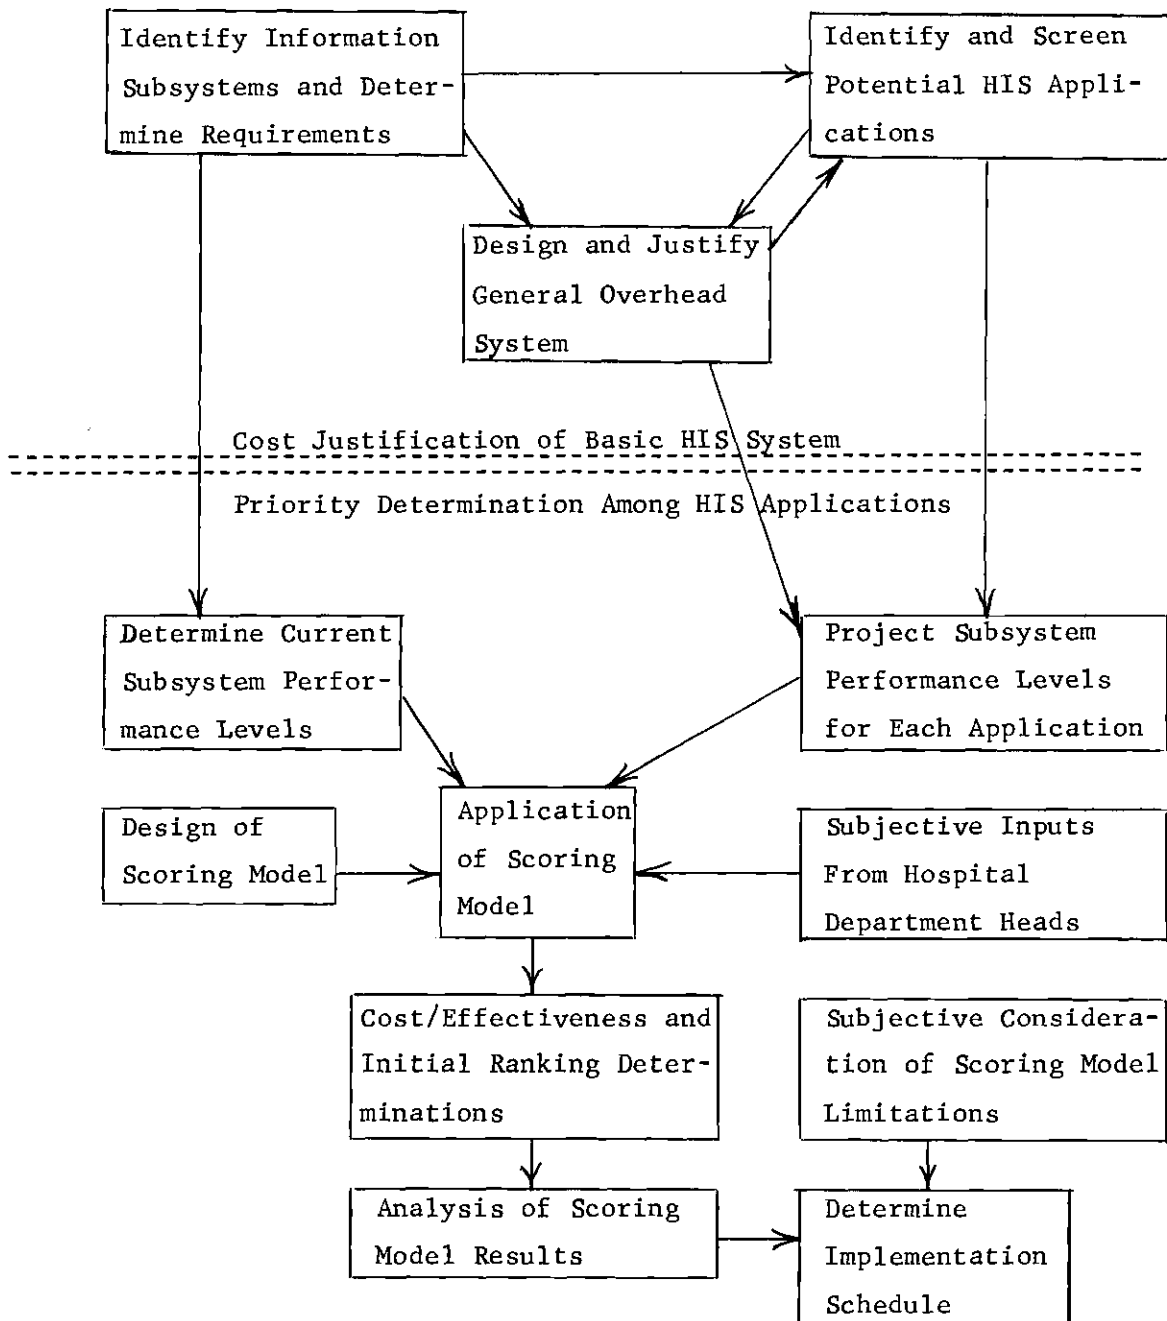 Identify Information
Subsystems and Deter-
mine Requirements
Identify and Screen
Potential HIS Appli-
cations
Design and Justify
General Overhead
System
Cost Justification of Basic HIS System
Priority Determination Among HIS Applications
Determine Current
Subsystem Perfor-
mance Levels
Project Subsystem
Performance Levels
for Each Application
Design of
Scoring Model
Application
of Scoring
Model
Subjective Inputs
From Hospital
Department Heads
Cost/Effectiveness and
Initial Ranking Deter-
minations
Subjective Considera-
tion of Scoring Model
Limitations
Analysis of Scoring
Model Results
Determine
Implementation
Schedule